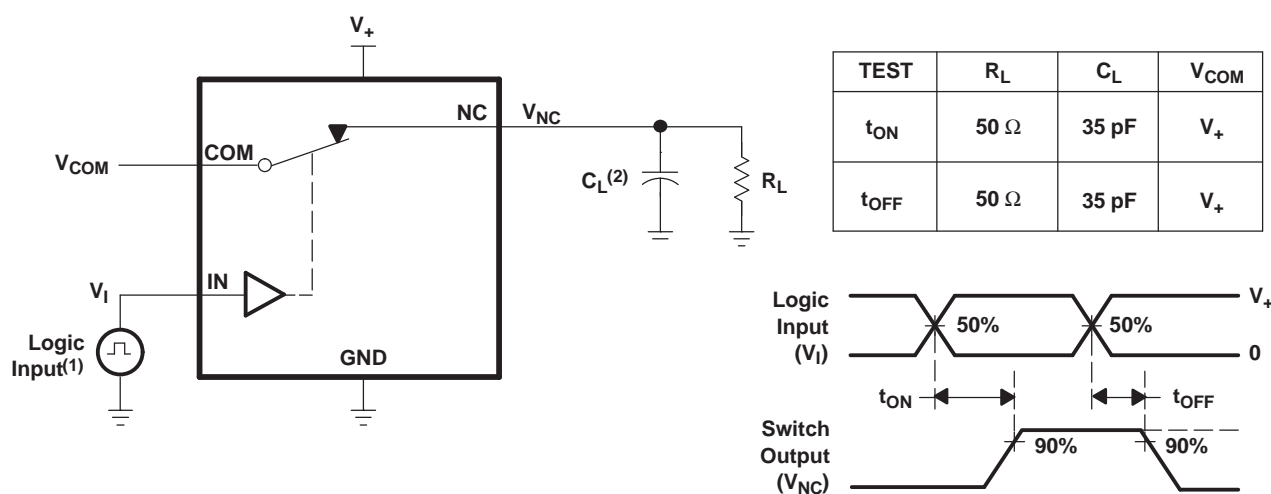 V+
NC
VNC
COM
VCOM
CL(2)
RL
IN
VI
Logic
Input(1)
GND
TEST RL CL VCOM
tON 50 Ω 35 pF V+
tOFF 50 Ω 35 pF V+
Logic
Input
(VI)
50%
50%
V+
0
tON
tOFF
Switch
Output
(VNC)
90%
90%